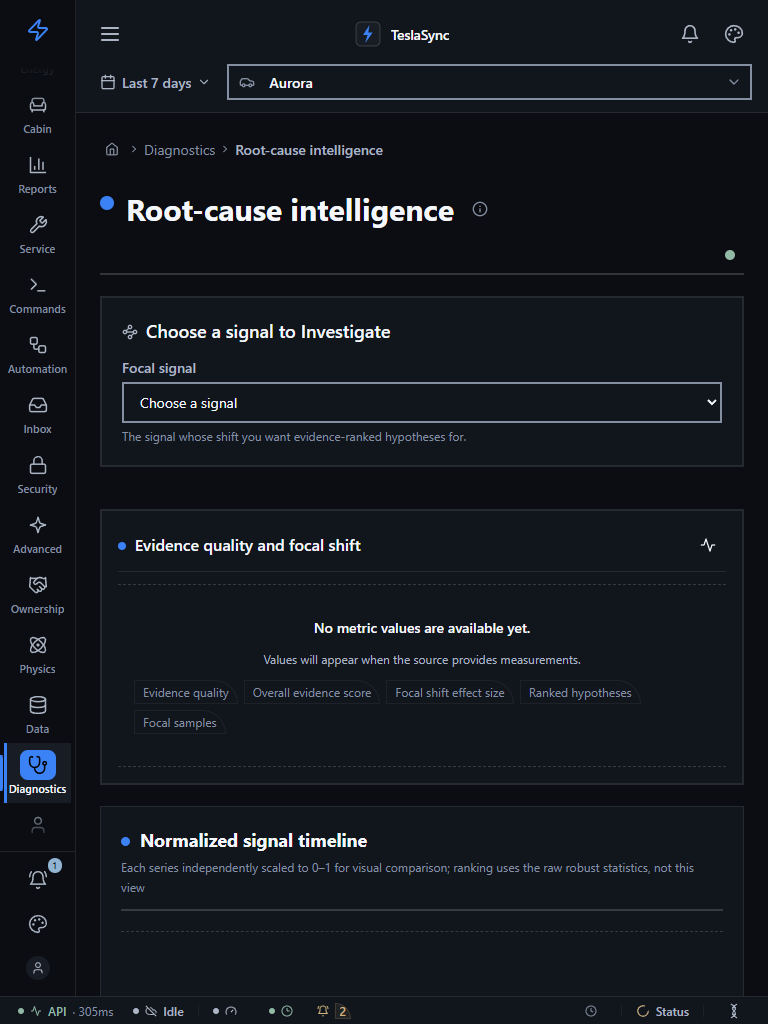 TeslaSync
Last 7 days
Aurora
Energy
Cabin
Reports
Service
Commands
Automation
Inbox
Security
Advanced
Ownership
Physics
Data
Diagnostics
1
Diagnostics
Root-cause intelligence
Root-cause intelligence
Choose a signal to Investigate
Focal signal
Choose a signal
The signal whose shift you want evidence-ranked hypotheses for.
Evidence quality and focal shift
No metric values are available yet.
Values will appear when the source provides measurements.
Evidence quality
Overall evidence score
Focal shift effect size
Ranked hypotheses
Focal samples
Normalized signal timeline
Each series independently scaled to 0–1 for visual comparison; ranking uses the raw robust statistics, not this
view
API · 305ms
Idle
2
Status